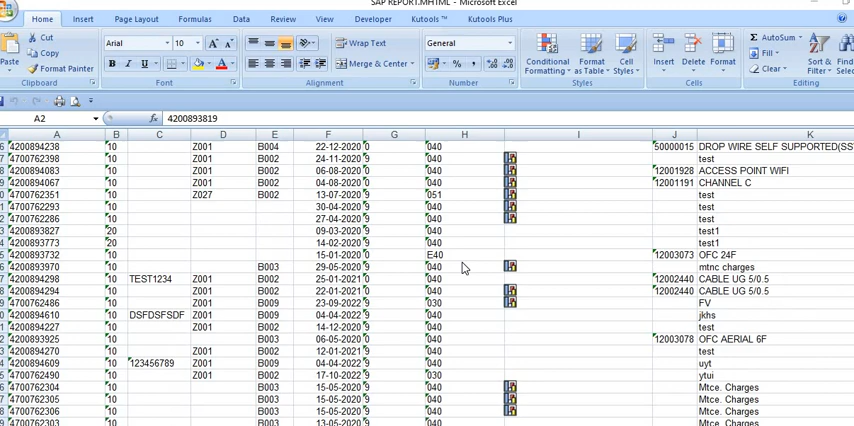 SAP REPORT.MHTML - Microsoft Excel
Home Insert Page Layout Formulas Data Review View Developer Kutools ™ Kutools Plus
Cut
Copy
Format Painter
Paste
Clipboard
Arial 10
B I U
Font
Wrap Text
Merge & Center
Alignment
General
Number
Conditional Formatting
Format as Table
Cell Styles
Styles
Insert Delete Format
Cells
AutoSum
Fill
Clear
Sort & Filter
Find
Editing
A2 fx 4200893819
A B C D E F G H I J K
4200894238 10 Z001 B004 22-12-2020 0 040 50000015 DROP WIRE SELF SUPPORTED(SS
4700762398 10 Z001 B002 24-11-2020 9 040 test
4200894083 10 Z001 B002 06-08-2020 0 040 12001928 ACCESS POINT WIFI
4200894067 10 Z001 B002 04-08-2020 9 040 12001191 CHANNEL C
4700762351 10 Z027 B002 13-07-2020 9 051 test
4700762293 10 30-04-2020 9 040 test
4700762286 10 27-04-2020 9 040 test
4200893827 20 09-03-2020 9 040 test1
4200893773 20 14-02-2020 9 040 test1
4200893732 10 15-01-2020 0 E40 12003073 OFC 24F
4200893970 10 B003 29-05-2020 9 040 mtnc charges
4200894298 10 TEST1234 Z001 B002 27-01-2021 0 040 12002440 CABLE UG 5/0.5
4200894294 10 Z001 B002 22-01-2021 0 040 12002440 CABLE UG 5/0.5
4700762486 10 Z001 B009 23-09-2022 9 030 FV
4200894610 10 DSFDSFSDF Z001 B009 04-04-2022 9 040 jkhs
4200894227 10 Z001 B002 14-12-2020 9 040 test
4200893925 10 B003 06-05-2020 9 040 12003078 OFC AERIAL 6F
4200894270 10 Z001 B002 12-01-2021 9 040 test
4200894609 10 123456789 Z001 B009 04-04-2022 9 040 uyt
4700762490 10 Z001 B002 17-10-2022 9 030 ytui
4700762304 10 B003 15-05-2020 9 040 Mtce. Charges
4700762305 10 B003 15-05-2020 9 040 Mtce. Charges
4700762308 10 B003 15-05-2020 9 040 Mtce. Charges
4700762303 10 B003 13-05-2020 9 040 Mtce. Charges